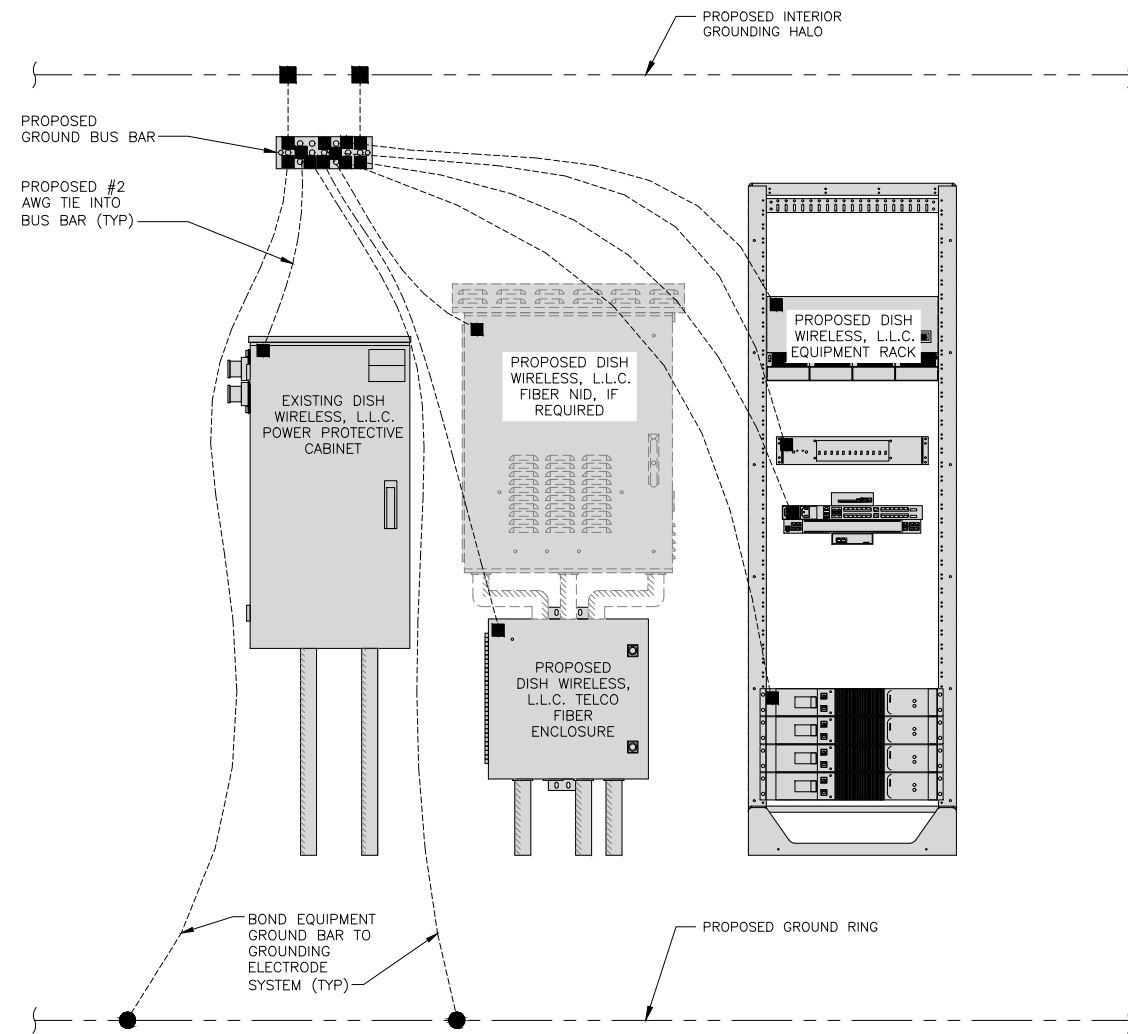 PROPOSED INTERIOR
GROUNDING HALO
PROPOSED
GROUND BUS BAR
PROPOSED #2
AWG TIE INTO
BUS BAR (TYP)
PROPOSED DISH
WIRELESS, L.L.C.
EQUIPMENT RACK
PROPOSED DISH
WIRELESS, L.L.C.
FIBER NID, IF
REQUIRED
EXISTING DISH
WIRELESS, L.L.C.
POWER PROTECTIVE
CABINET
PROPOSED
DISH WIRELESS,
L.L.C. TELCO
FIBER
ENCLOSURE
BOND EQUIPMENT
GROUND BAR TO
GROUNDING
ELECTRODE
SYSTEM (TYP)
PROPOSED GROUND RING